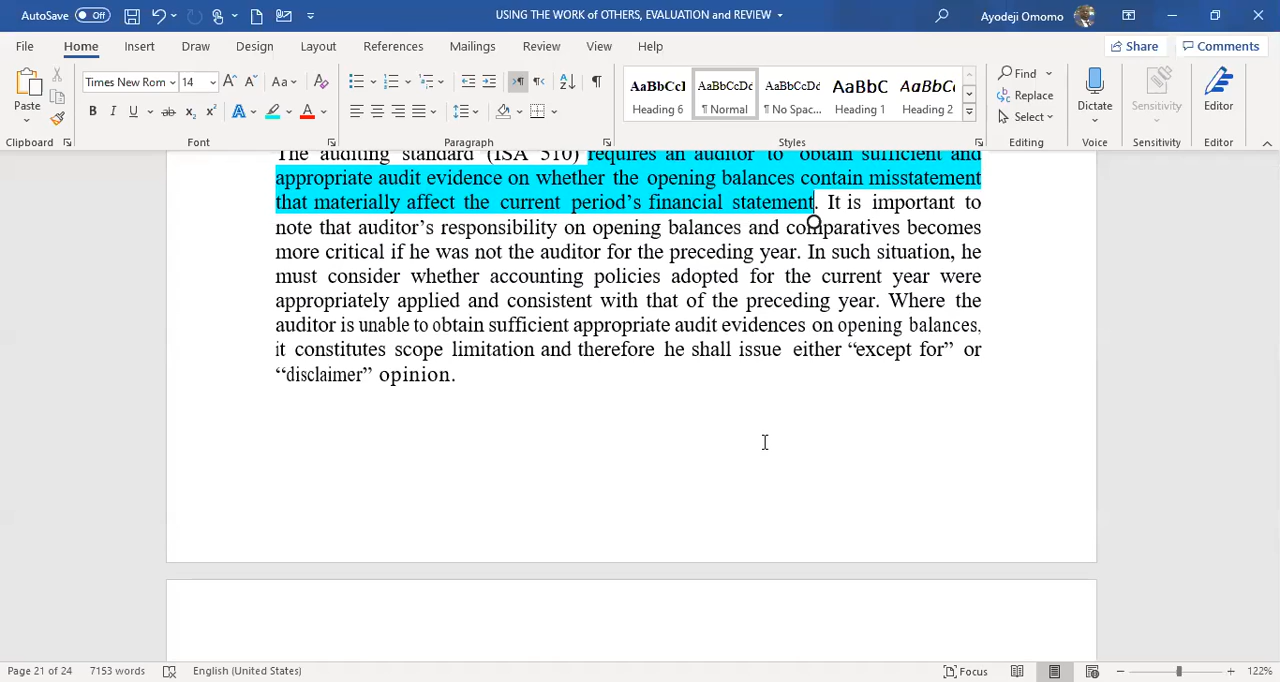 AutoSave Off USING THE WORK of OTHERS, EVALUATION and REVIEW Ayodeji Omomo
File Home Insert Draw Design Layout References Mailings Review View Help Share Comments
Times New Rom 14 Aa AaBbCcI AaBbCcDc AaBbCcDc AaBbC AaBbCc Find
Paste Heading 6 ¶ Normal ¶ No Spac... Heading 1 Heading 2 Replace Dictate Sensitivity Editor
B I U ab x₂ x² A A Select
Clipboard Font Paragraph Styles Editing Voice Sensitivity Editor
The auditing standard (ISA 510) requires an auditor to obtain sufficient and
appropriate audit evidence on whether the opening balances contain misstatement
that materially affect the current period’s financial statement. It is important to
note that auditor’s responsibility on opening balances and comparatives becomes
more critical if he was not the auditor for the preceding year. In such situation, he
must consider whether accounting policies adopted for the current year were
appropriately applied and consistent with that of the preceding year. Where the
auditor is unable to obtain sufficient appropriate audit evidences on opening balances,
it constitutes scope limitation and therefore he shall issue either “except for” or
“disclaimer” opinion.
Page 21 of 24 7153 words English (United States) Focus 122%